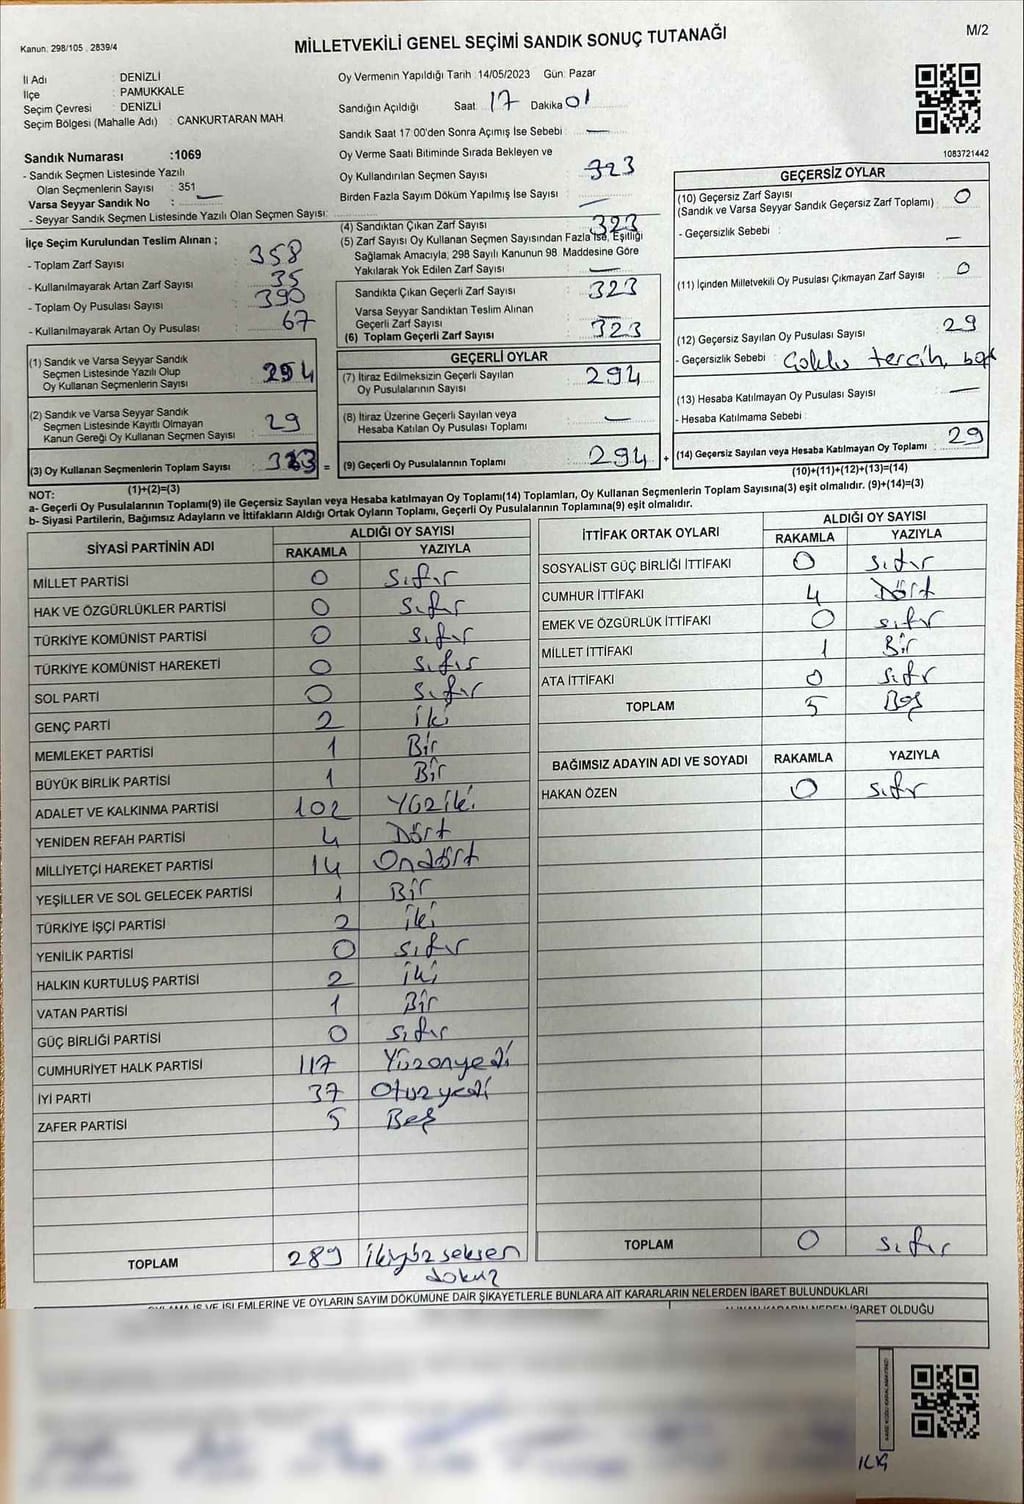 Kanun. 298/105 . 2839/4
MİLLETVEKİLİ GENEL SEÇİMİ SANDIK SONUÇ TUTANAĞI
M/2
İl Adı : DENİZLİ
İlçe : PAMUKKALE
Seçim Çevresi : DENİZLİ
Seçim Bölgesi (Mahalle Adı) : CANKURTARAN MAH
Sandık Numarası :1069
- Sandık Seçmen Listesinde Yazılı
Olan Seçmenlerin Sayısı : 351
Varsa Seyyar Sandık No : —
- Seyyar Sandık Seçmen Listesinde Yazılı Olan Seçmen Sayısı:
Oy Vermenin Yapıldığı Tarih :14/05/2023 Gün: Pazar
Sandığın Açıldığı Saat: 17 Dakika 01
Sandık Saat 17 00'den Sonra Açımış İse Sebebi : —
Oy Verme Saati Bitiminde Sırada Bekleyen ve
Oy Kullandırılan Seçmen Sayısı : 323
Birden Fazla Sayım Döküm Yapılmış İse Sayısı : —
1083721442
İlçe Seçim Kurulundan Teslim Alınan ;
- Toplam Zarf Sayısı : 358
- Kullanılmayarak Artan Zarf Sayısı : 35
- Toplam Oy Pusulası Sayısı : 390
- Kullanılmayarak Artan Oy Pusulası : 67
(1) Sandık ve Varsa Seyyar Sandık
Seçmen Listesinde Yazılı Olup
Oy Kullanan Seçmenlerin Sayısı : 294
(2) Sandık ve Varsa Seyyar Sandık
Seçmen Listesinde Kayıtlı Olmayan
Kanun Gereği Oy Kullanan Seçmen Sayısı : 29
(3) Oy Kullanan Seçmenlerin Toplam Sayısı : 323 =
(1)+(2)=(3)
(4) Sandıktan Çıkan Zarf Sayısı : 323
(5) Zarf Sayısı Oy Kullanan Seçmen Sayısından Fazla ise, Eşitliği
Sağlamak Amacıyla, 298 Sayılı Kanunun 98 Maddesine Göre
Yakılarak Yok Edilen Zarf Sayısı : —
Sandıkta Çıkan Geçerli Zarf Sayısı : 323
Varsa Seyyar Sandıktan Teslim Alınan
Geçerli Zarf Sayısı : —
(6) Toplam Geçerli Zarf Sayısı : 323
GEÇERLİ OYLAR
(7) İtiraz Edilmeksizin Geçerli Sayılan
Oy Pusulalarının Sayısı : 294
(8) İtiraz Üzerine Geçerli Sayılan veya
Hesaba Katılan Oy Pusulası Toplamı : —
(9) Geçerli Oy Pusulalarının Toplamı : 294 +
GEÇERSİZ OYLAR
(10) Geçersiz Zarf Sayısı
(Sandık ve Varsa Seyyar Sandık Geçersiz Zarf Toplamı) : 0
- Geçersizlik Sebebi : —
(11) İçinden Milletvekili Oy Pusulası Çıkmayan Zarf Sayısı : 0
(12) Geçersiz Sayılan Oy Pusulası Sayısı : 29
- Geçersizlik Sebebi : Çoklu tercih,
(13) Hesaba Katılmayan Oy Pusulası Sayısı : —
- Hesaba Katılmama Sebebi :
(14) Geçersiz Sayılan veya Hesaba Katılmayan Oy Toplamı : 29
(10)+(11)+(12)+(13)=(14)
NOT:
a- Geçerli Oy Pusulalarının Toplamı(9) ile Geçersiz Sayılan veya Hesaba katılmayan Oy Toplamı(14) Toplamları, Oy Kullanan Seçmenlerin Toplam Sayısına(3) eşit olmalıdır. (9)+(14)=(3)
b- Siyasi Partilerin, Bağımsız Adayların ve İttifakların Aldığı Ortak Oyların Toplamı, Geçerli Oy Pusulalarının Toplamına(9) eşit olmalıdır.
SİYASİ PARTİNİN ADI ALDIĞI OY SAYISI
RAKAMLA YAZIYLA
MİLLET PARTİSİ 0 Sıfır
HAK VE ÖZGÜRLÜKLER PARTİSİ 0 Sıfır
TÜRKİYE KOMÜNİST PARTİSİ 0 Sıfır
TÜRKİYE KOMÜNİST HAREKETİ 0 Sıfır
SOL PARTİ 0 Sıfır
GENÇ PARTİ 2 İki
MEMLEKET PARTİSİ 1 Bir
BÜYÜK BİRLİK PARTİSİ 1 Bir
ADALET VE KALKINMA PARTİSİ 102 Yüziki
YENİDEN REFAH PARTİSİ 4 Dört
MİLLİYETÇİ HAREKET PARTİSİ 14 Ondört
YEŞİLLER VE SOL GELECEK PARTİSİ 1 Bir
TÜRKİYE İŞÇİ PARTİSİ 2 iki
YENİLİK PARTİSİ 0 Sıfır
HALKIN KURTULUŞ PARTİSİ 2 iki
VATAN PARTİSİ 1 Bir
GÜÇ BİRLİĞİ PARTİSİ 0 Sıfır
CUMHURİYET HALK PARTİSİ 117 Yüzonyedi
İYİ PARTİ 37 Otuzyedi
ZAFER PARTİSİ 5 Beş
TOPLAM 289 İkiyüz seksen
dokuz
İTTİFAK ORTAK OYLARI ALDIĞI OY SAYISI
RAKAMLA YAZIYLA
SOSYALİST GÜÇ BİRLİĞİ İTTİFAKI 0 Sıfır
CUMHUR İTTİFAKI 4 Dört
EMEK VE ÖZGÜRLÜK İTTİFAKI 0 Sıfır
MİLLET İTTİFAKI 1 Bir
ATA İTTİFAKI 0 Sıfır
TOPLAM 5 Beş
BAĞIMSIZ ADAYIN ADI VE SOYADI RAKAMLA YAZIYLA
HAKAN ÖZEN 0 Sıfır
TOPLAM 0 Sıfır
İŞ VE İŞLEMLERİNE VE OYLARIN SAYIM DÖKÜMÜNE DAİR ŞİKAYETLERLE BUNLARA AİT KARARLARIN NELERDEN İBARET BULUNDUKLARI
ALINAN KARARIN NEDEN İBARET OLDUĞU